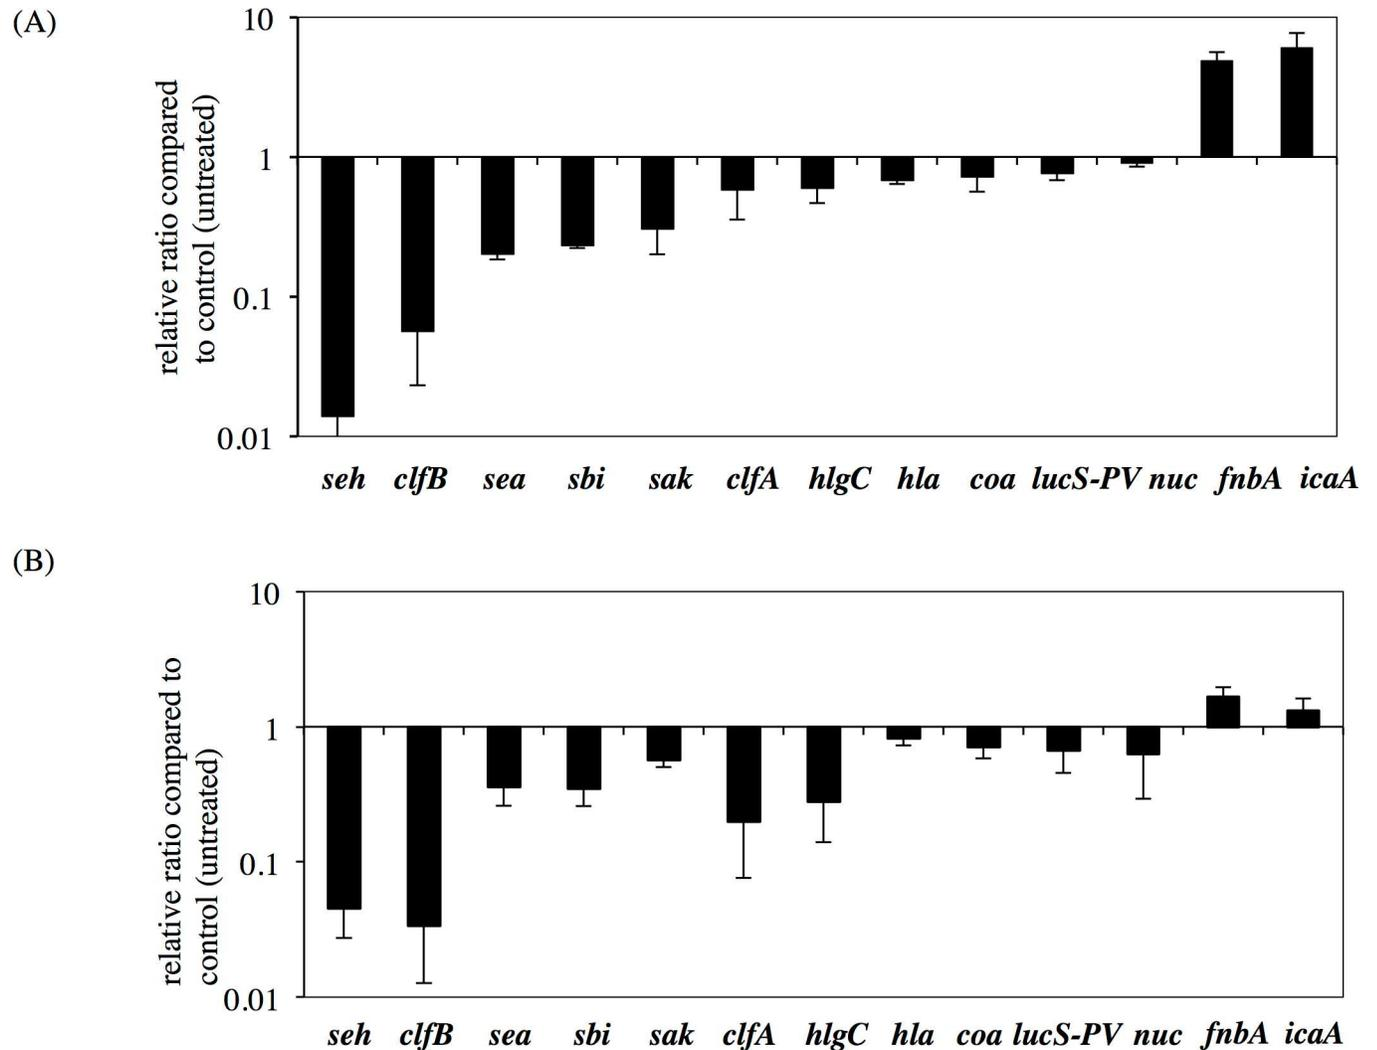 (A)
10
1
0.1
0.01
relative ratio compared
to control (untreated)
seh clfB sea sbi sak clfA hlgC hla coa lucS-PV nuc fnbA icaA
(B)
10
1
0.1
0.01
relative ratio compared to
control (untreated)
seh clfB sea sbi sak clfA hlgC hla coa lucS-PV nuc fnbA icaA